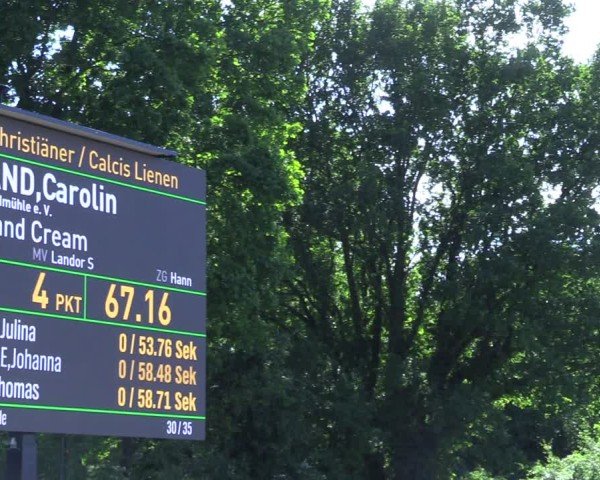 hristiäner / Calcis Lienen
ND,Carolin
lmühle e. V.
and Cream
MV Landor S
ZG Hann
4 PKT 67.16
Julina 0 / 53.76 Sek
E,Johanna 0 / 58.48 Sek
homas 0 / 58.71 Sek
de 30 / 35